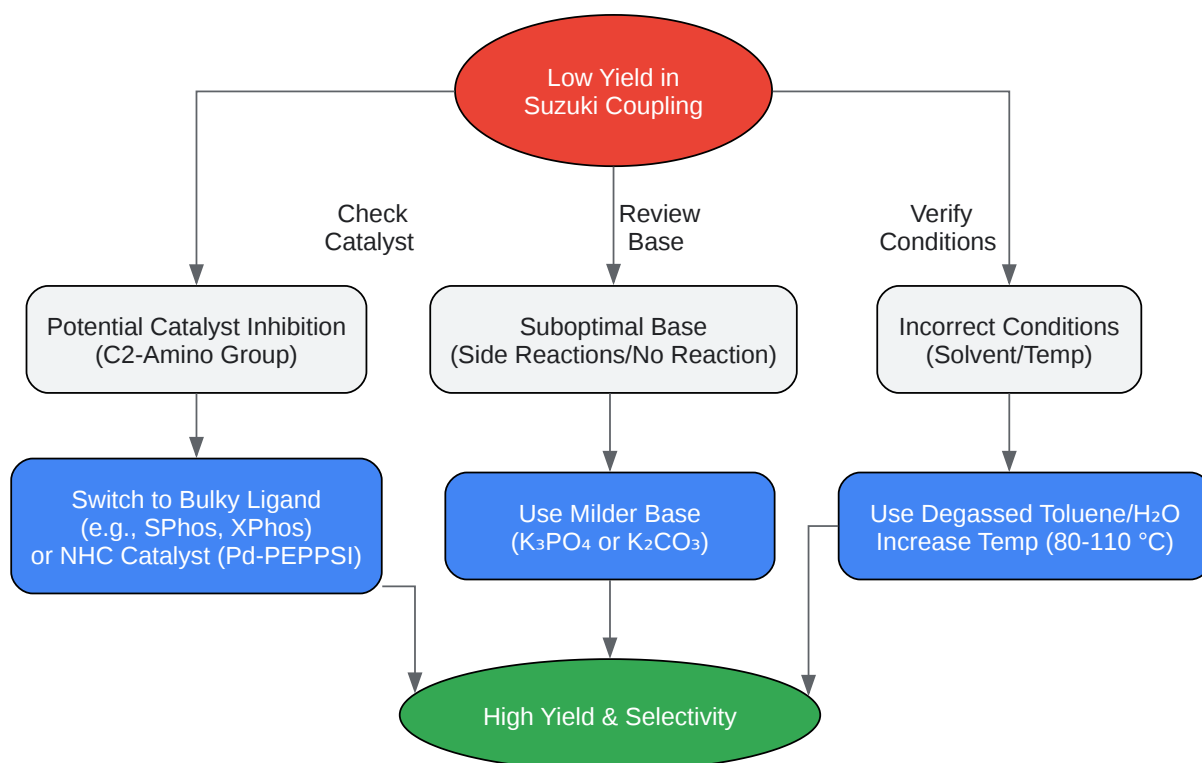 Low Yield in
Suzuki Coupling
Check
Catalyst
Review
Base
Verify
Conditions
Potential Catalyst Inhibition
(C2-Amino Group)
Suboptimal Base
(Side Reactions/No Reaction)
Incorrect Conditions
(Solvent/Temp)
Switch to Bulky Ligand
(e.g., SPhos, XPhos)
or NHC Catalyst (Pd-PEPPSI)
Use Milder Base
(K₃PO₄ or K₂CO₃)
Use Degassed Toluene/H₂O
Increase Temp (80-110 °C)
High Yield & Selectivity